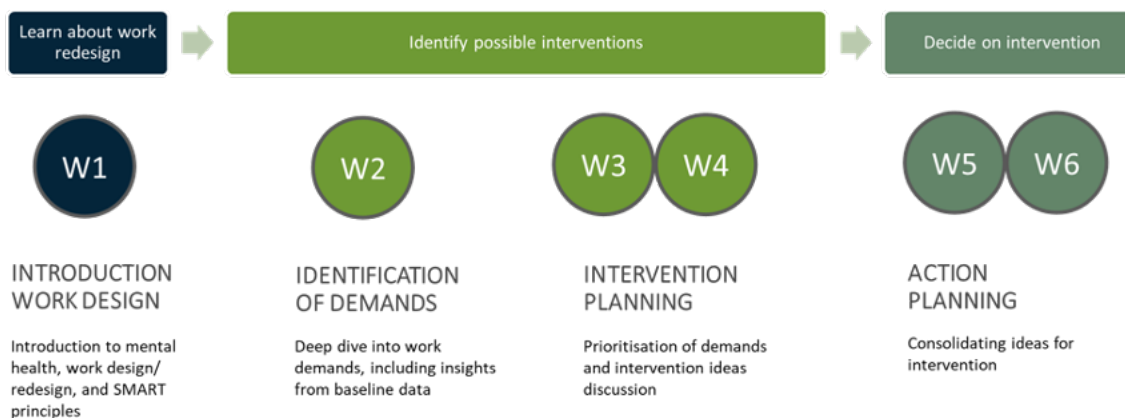 Learn about work
redesign
Identify possible interventions
Decide on intervention
W1
W2
W3
W4
W5
W6
INTRODUCTION
WORK DESIGN
IDENTIFICATION
OF DEMANDS
INTERVENTION
PLANNING
ACTION
PLANNING
Introduction to mental
health, work design/
redesign, and SMART
principles
Deep dive into work
demands, including insights
from baseline data
Prioritisation of demands
and intervention ideas
discussion
Consolidating ideas for
intervention